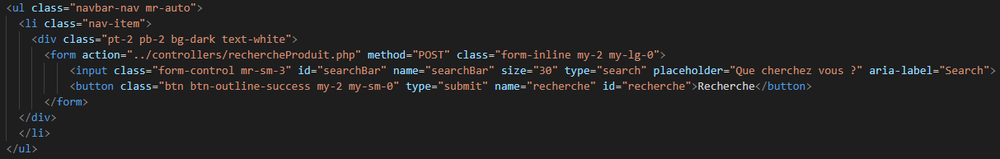 <ul class="navbar-nav mr-auto">
<li class="nav-item">
<div class="pt-2 pb-2 bg-dark text-white">
<form action="../controllers/rechercheProduit.php" method="POST" class="form-inline my-2 my-lg-0">
<input class="form-control mr-sm-3" id="searchBar" name="searchBar" size="30" type="search" placeholder="Que cherchez vous ?" aria-label="Search">
<button class="btn btn-outline-success my-2 my-sm-0" type="submit" name="recherche" id="recherche">Recherche</button>
</form>
</div>
</li>
</ul>